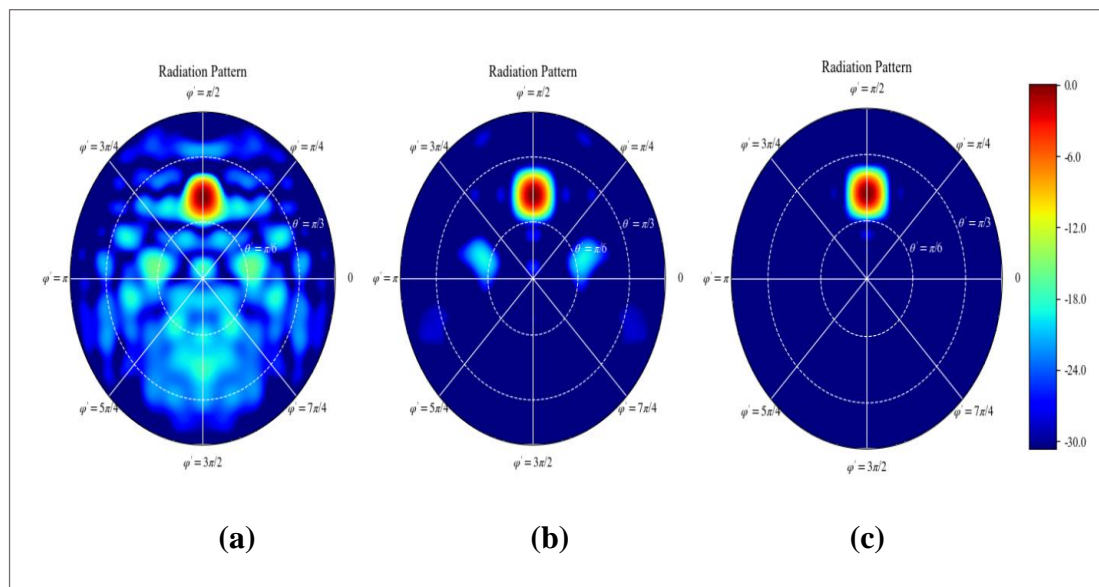 Radiation Pattern
φ' = π/2
φ' = 3π/4
φ' = π/4
θ' = π/3
θ' = π/6
φ' = π
0
φ' = 5π/4
φ' = 7π/4
φ' = 3π/2
(a)
Radiation Pattern
φ' = π/2
φ' = 3π/4
φ' = π/4
θ' = π/3
θ' = π/6
φ' = π
0
φ' = 5π/4
φ' = 7π/4
φ' = 3π/2
(b)
Radiation Pattern
φ' = π/2
φ' = 3π/4
φ' = π/4
θ' = π/3
θ' = π/6
φ' = π
0
φ' = 5π/4
φ' = 7π/4
φ' = 3π/2
(c)
0.0
-6.0
-12.0
-18.0
-24.0
-30.0